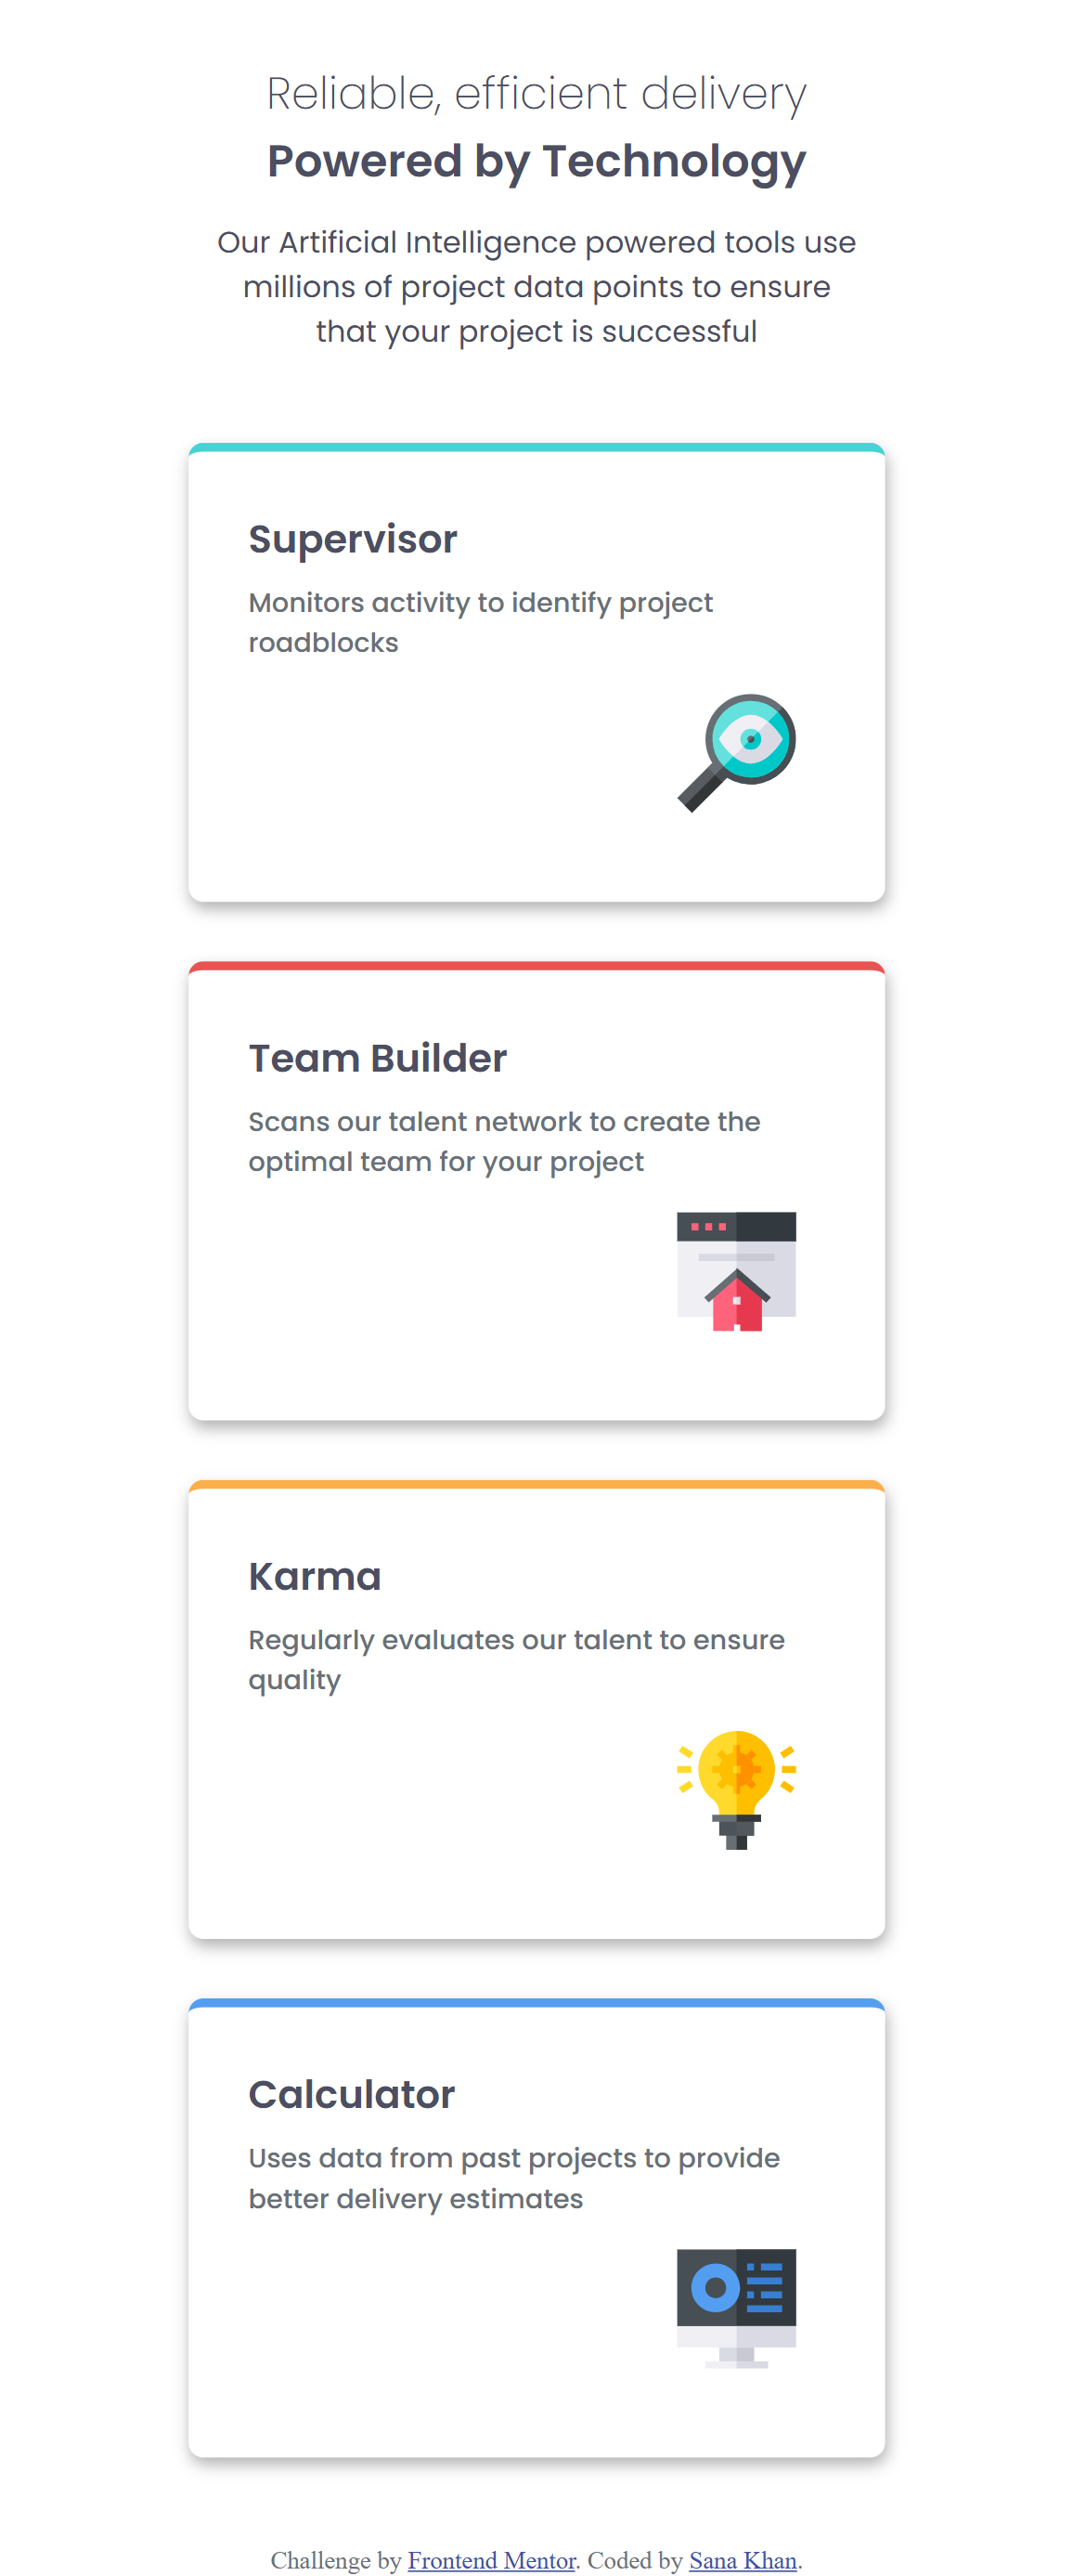 Reliable, efficient delivery
Powered by Technology
Our Artificial Intelligence powered tools use
millions of project data points to ensure
that your project is successful
Supervisor
Monitors activity to identify project
roadblocks
Team Builder
Scans our talent network to create the
optimal team for your project
Karma
Regularly evaluates our talent to ensure
quality
Calculator
Uses data from past projects to provide
better delivery estimates
Challenge by Frontend Mentor. Coded by Sana Khan.